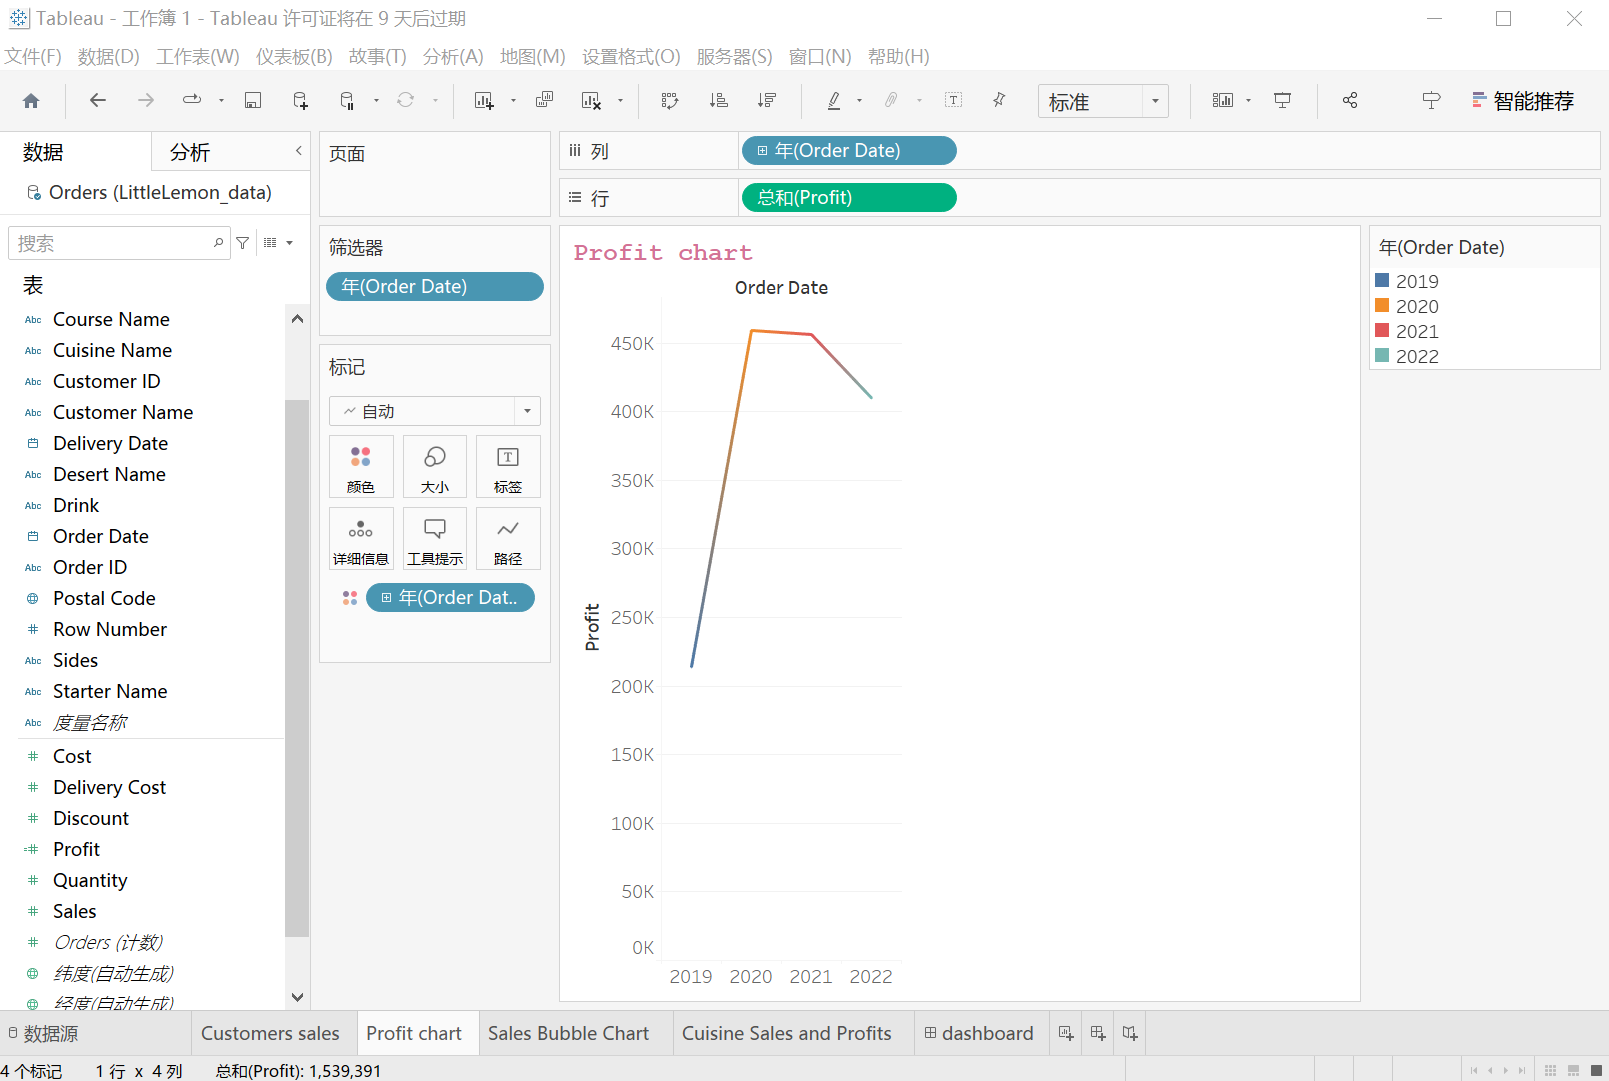 Tableau - 工作簿 1 - Tableau 许可证将在 9 天后过期
文件(F) 数据(D) 工作表(W) 仪表板(B) 故事(T) 分析(A) 地图(M) 设置格式(O) 服务器(S) 窗口(N) 帮助(H)
标准
智能推荐
数据 分析
Orders (LittleLemon_data)
搜索
表
Abc Course Name
Abc Cuisine Name
Abc Customer ID
Abc Customer Name
Delivery Date
Abc Desert Name
Abc Drink
Order Date
Abc Order ID
Postal Code
# Row Number
Abc Sides
Abc Starter Name
Abc 度量名称
# Cost
# Delivery Cost
# Discount
=# Profit
# Quantity
# Sales
# Orders (计数)
纬度(自动生成)
经度(自动生成)
页面
筛选器
年(Order Date)
标记
自动
颜色 大小 标签
详细信息 工具提示 路径
年(Order Dat..
列 年(Order Date)
行 总和(Profit)
Profit chart
Order Date
Profit
450K
400K
350K
300K
250K
200K
150K
100K
50K
0K
2019 2020 2021 2022
年(Order Date)
2019
2020
2021
2022
数据源 Customers sales Profit chart Sales Bubble Chart Cuisine Sales and Profits dashboard
4 个标记 1 行 x 4 列 总和(Profit): 1,539,391